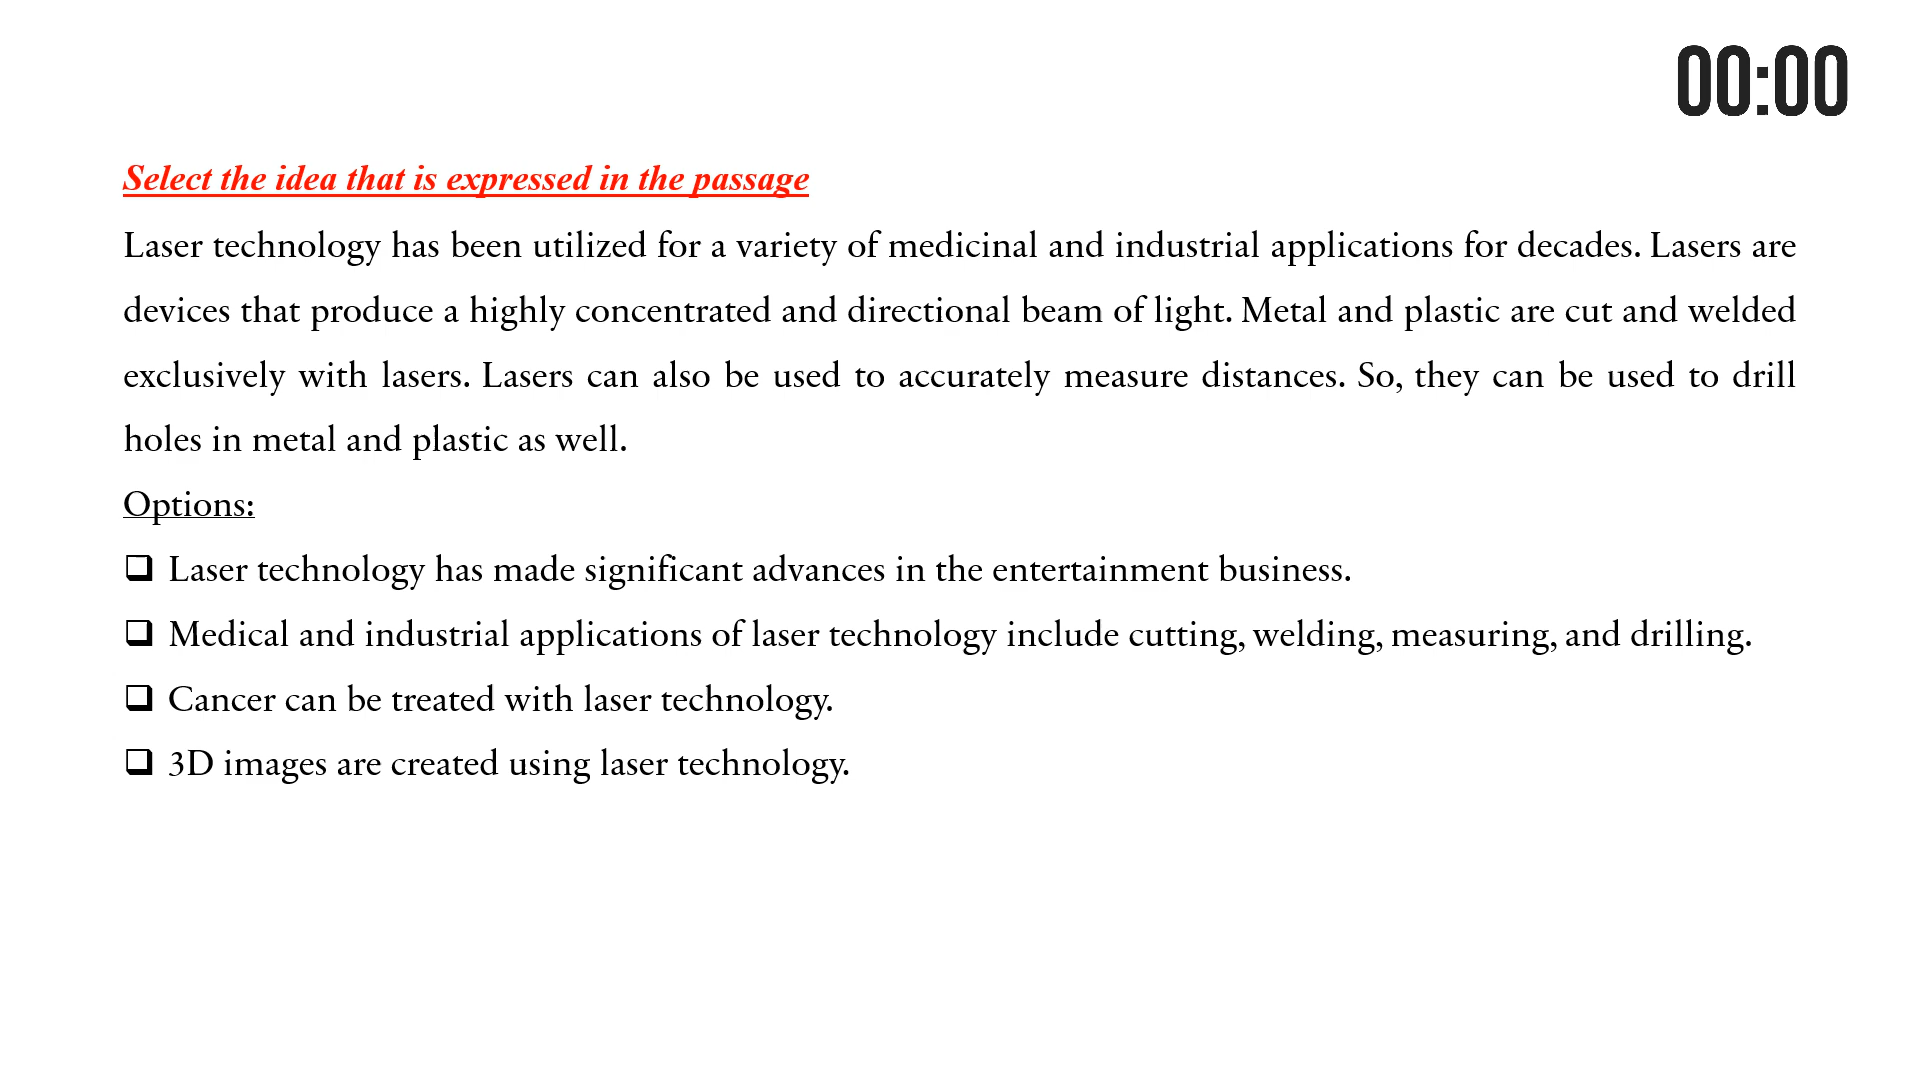 00:00
Select the idea that is expressed in the passage
Laser technology has been utilized for a variety of medicinal and industrial applications for decades. Lasers are
devices that produce a highly concentrated and directional beam of light. Metal and plastic are cut and welded
exclusively with lasers. Lasers can also be used to accurately measure distances. So, they can be used to drill
holes in metal and plastic as well.
Options:
❑ Laser technology has made significant advances in the entertainment business.
❑ Medical and industrial applications of laser technology include cutting, welding, measuring, and drilling.
❑ Cancer can be treated with laser technology.
❑ 3D images are created using laser technology.